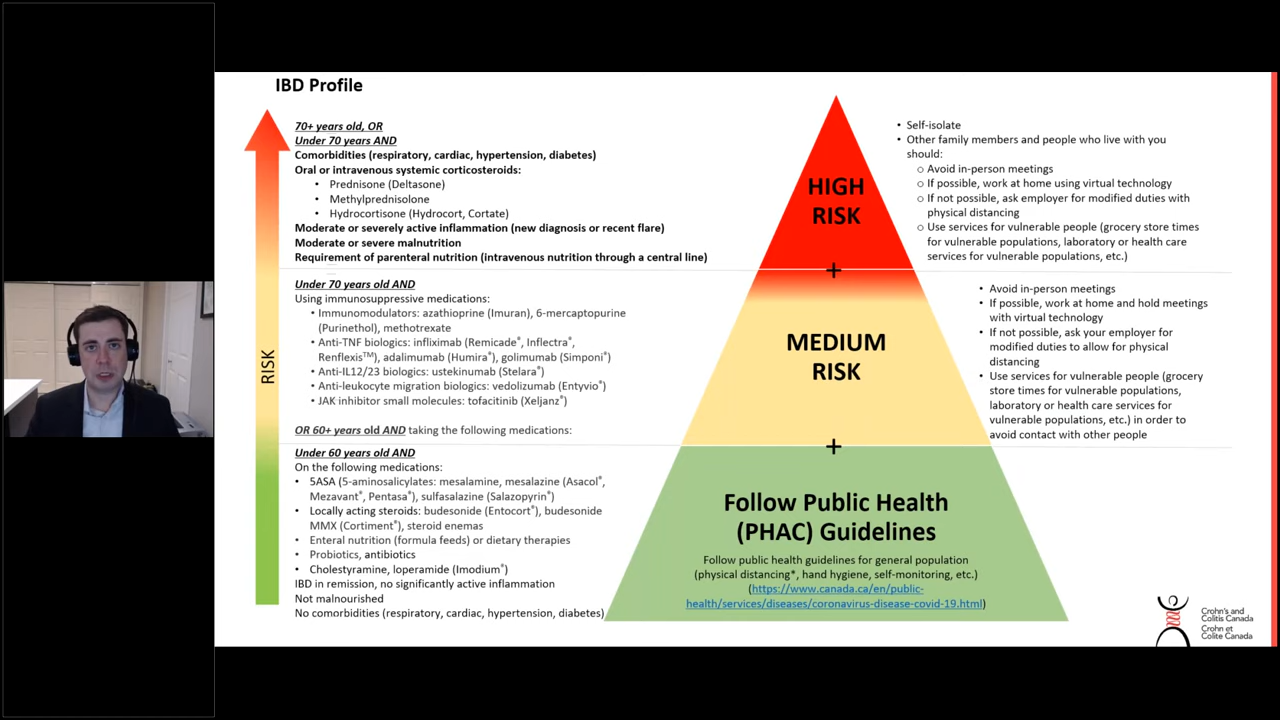 IBD Profile
70+ years old, OR
Under 70 years AND
Comorbidities (respiratory, cardiac, hypertension, diabetes)
Oral or intravenous systemic corticosteroids:
• Prednisone (Deltasone)
• Methylprednisolone
• Hydrocortisone (Hydrocort, Cortate)
Moderate or severely active inflammation (new diagnosis or recent flare)
Moderate or severe malnutrition
Requirement of parenteral nutrition (intravenous nutrition through a central line)
Under 70 years old AND
Using immunosuppressive medications:
• Immunomodulators: azathioprine (Imuran), 6-mercaptopurine
(Purinethol), methotrexate
• Anti-TNF biologics: infliximab (Remicade®, Inflectra®,
Renflexis™), adalimumab (Humira®), golimumab (Simponi®)
• Anti-IL12/23 biologics: ustekinumab (Stelara®)
• Anti-leukocyte migration biologics: vedolizumab (Entyvio®)
• JAK inhibitor small molecules: tofacitinib (Xeljanz®)
OR 60+ years old AND taking the following medications:
Under 60 years old AND
On the following medications:
• 5ASA (5-aminosalicylates: mesalamine, mesalazine (Asacol®,
Mezavant®, Pentasa®), sulfasalazine (Salazopyrin®)
• Locally acting steroids: budesonide (Entocort®), budesonide
MMX (Cortiment®), steroid enemas
• Enteral nutrition (formula feeds) or dietary therapies
• Probiotics, antibiotics
• Cholestyramine, loperamide (Imodium®)
IBD in remission, no significantly active inflammation
Not malnourished
No comorbidities (respiratory, cardiac, hypertension, diabetes)
RISK
HIGH
RISK
+
MEDIUM
RISK
+
Follow Public Health
(PHAC) Guidelines
Follow public health guidelines for general population
(physical distancing*, hand hygiene, self-monitoring, etc.)
(https://www.canada.ca/en/public-
health/services/diseases/coronavirus-disease-covid-19.html)
• Self-isolate
• Other family members and people who live with you
should:
o Avoid in-person meetings
o If possible, work at home using virtual technology
o If not possible, ask employer for modified duties with
physical distancing
o Use services for vulnerable people (grocery store times
for vulnerable populations, laboratory or health care
services for vulnerable populations, etc.)
• Avoid in-person meetings
• If possible, work at home and hold meetings
with virtual technology
• If not possible, ask your employer for
modified duties to allow for physical
distancing
• Use services for vulnerable people (grocery
store times for vulnerable populations,
laboratory or health care services for
vulnerable populations, etc.) in order to
avoid contact with other people
Crohn's and
Colitis Canada
Crohn et
Colite Canada